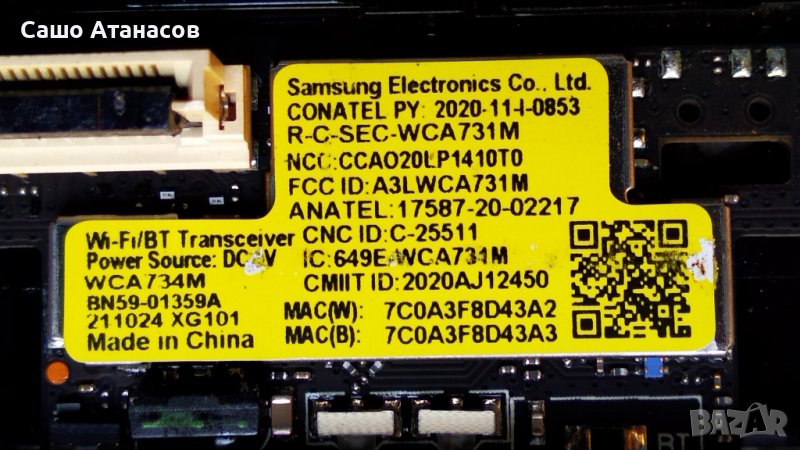 Сашо Атанасов
Samsung Electronics Co., Ltd.
CONATEL PY: 2020-11-I-0853
R-C-SEC-WCA731M
NCC:CCAO20LP1410T0
FCC ID:A3LWCA731M
ANATEL:17587-20-02217
Wi-Fi/BT Transceiver CNC ID:C-25511
Power Source: IC:649E WCA731M
WCA734M CMIIT ID:2020AJ12450
BN59-01359A
211024 XG101 MAC(W): 7C0A3F8D43A2
Made in China MAC(B): 7C0A3F8D43A3
BT
BAZAR